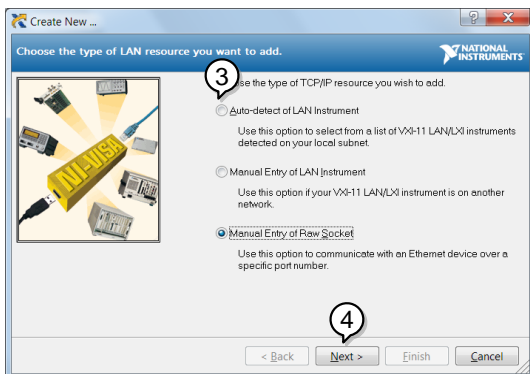 Create New ...
Choose the type of LAN resource you want to add.
NATIONAL
INSTRUMENTS
3
se the type of TCP/IP resource you wish to add.
Auto-detect of LAN Instrument
Use this option to select from a list of VXI-11 LAN/LXI instruments
detected on your local subnet.
Manual Entry of LAN Instrument
Use this option if your VXI-11 LAN/LXI instrument is on another
network.
NI-VISA
Manual Entry of Raw Socket
Use this option to communicate with an Ethernet device over a
specific port number.
4
< Back
Next >
Finish
Cancel